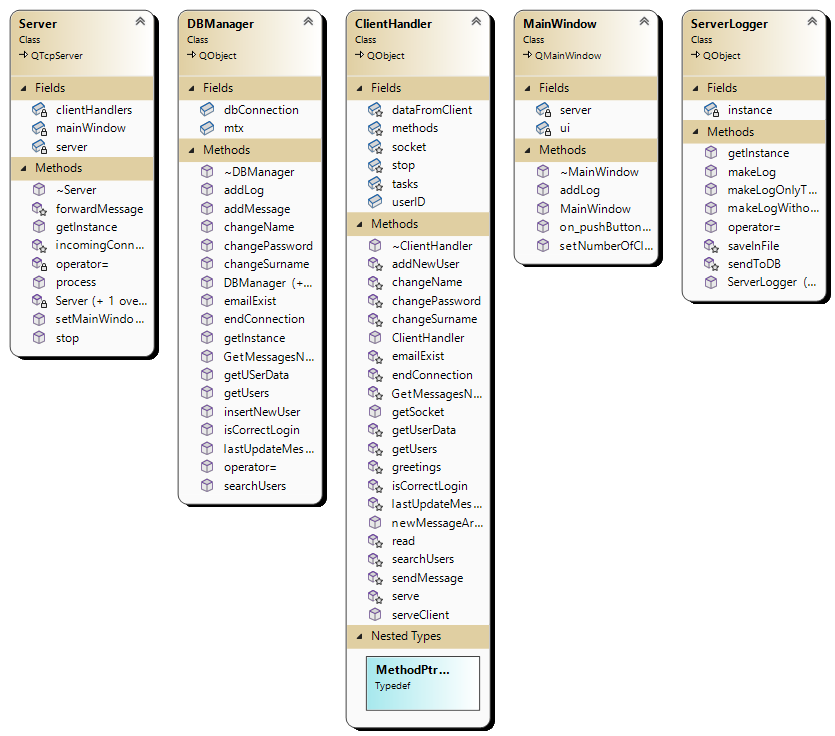 Server
Class
QTcpServer
Fields
clientHandlers
mainWindow
server
Methods
~Server
forwardMessage
getInstance
incomingConn...
operator=
process
Server (+ 1 ove...
setMainWindo...
stop
DBManager
Class
QObject
Fields
dbConnection
mtx
Methods
~DBManager
addLog
addMessage
changeName
changePassword
changeSurname
DBManager (+...
emailExist
endConnection
getInstance
GetMessagesN...
getUSerData
getUsers
insertNewUser
isCorrectLogin
lastUpdateMes...
operator=
searchUsers
ClientHandler
Class
QObject
Fields
dataFromClient
methods
socket
stop
tasks
userID
Methods
~ClientHandler
addNewUser
changeName
changePassword
changeSurname
ClientHandler
emailExist
endConnection
GetMessagesN...
getSocket
getUserData
getUsers
greetings
isCorrectLogin
lastUpdateMes...
newMessageAr...
read
searchUsers
sendMessage
serve
serveClient
Nested Types
MethodPtr...
Typedef
MainWindow
Class
QMainWindow
Fields
server
ui
Methods
~MainWindow
addLog
MainWindow
on_pushButton...
setNumberOfCl...
ServerLogger
Class
QObject
Fields
instance
Methods
getInstance
makeLog
makeLogOnlyT...
makeLogWitho...
operator=
saveInFile
sendToDB
ServerLogger (...